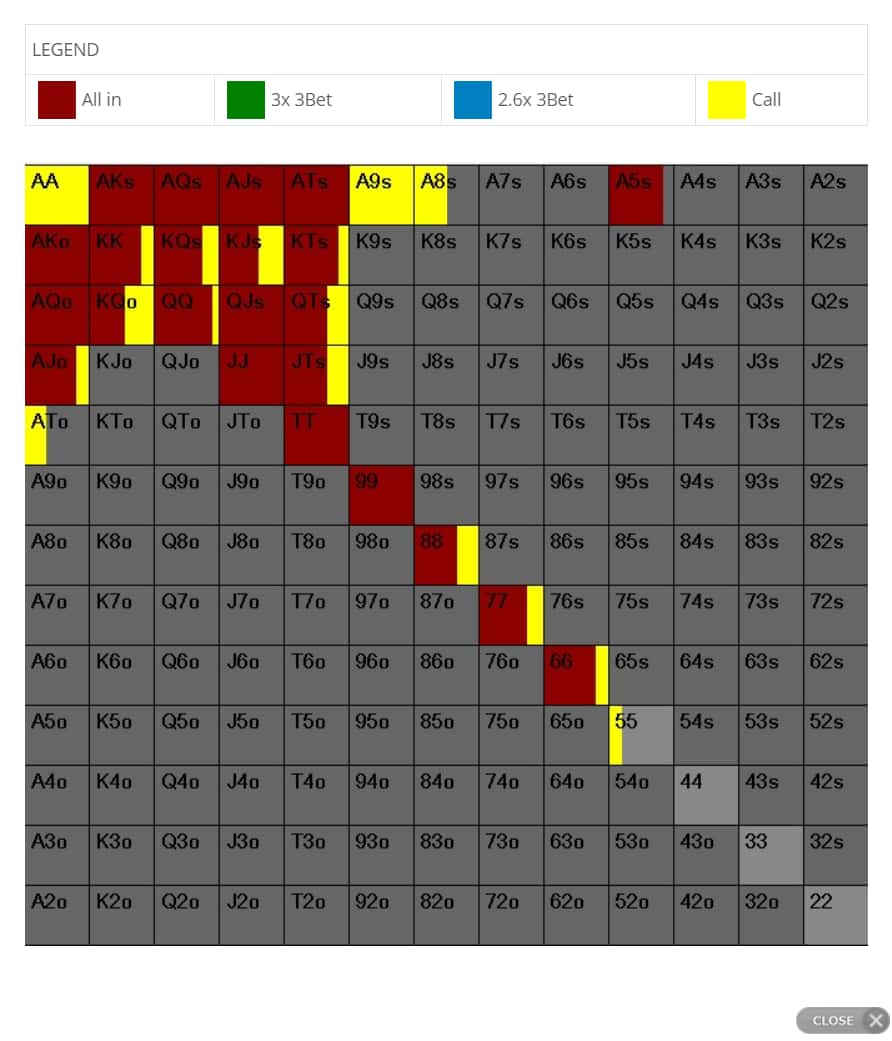 LEGEND
All in 3x 3Bet 2.6x 3Bet Call
AA AKs AQs AJs ATs A9s A8s A7s A6s A5s A4s A3s A2s
AKo KK KQs KJs KTs K9s K8s K7s K6s K5s K4s K3s K2s
AQo KQo QQ QJs QTs Q9s Q8s Q7s Q6s Q5s Q4s Q3s Q2s
AJo KJo QJo JJ JTs J9s J8s J7s J6s J5s J4s J3s J2s
ATo KTo QTo JTo TT T9s T8s T7s T6s T5s T4s T3s T2s
A9o K9o Q9o J9o T9o 99 98s 97s 96s 95s 94s 93s 92s
A8o K8o Q8o J8o T8o 98o 88 87s 86s 85s 84s 83s 82s
A7o K7o Q7o J7o T7o 97o 87o 77 76s 75s 74s 73s 72s
A6o K6o Q6o J6o T6o 96o 86o 76o 66 65s 64s 63s 62s
A5o K5o Q5o J5o T5o 95o 85o 75o 65o 55 54s 53s 52s
A4o K4o Q4o J4o T4o 94o 84o 74o 64o 54o 44 43s 42s
A3o K3o Q3o J3o T3o 93o 83o 73o 63o 53o 43o 33 32s
A2o K2o Q2o J2o T2o 92o 82o 72o 62o 52o 42o 32o 22
CLOSE